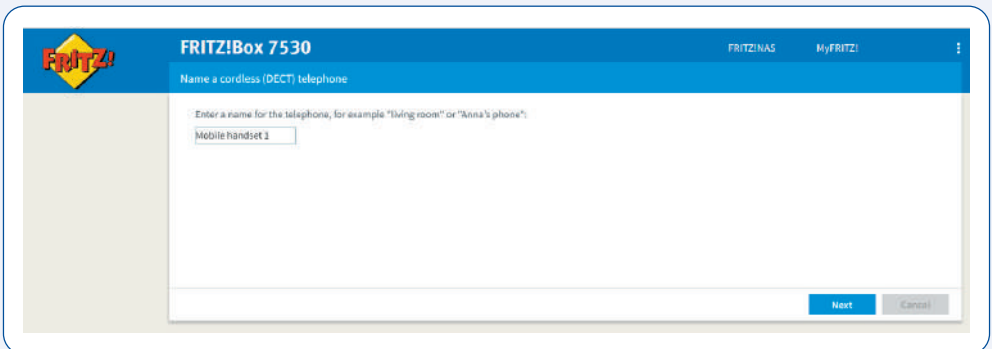 FRITZ!
FRITZ!Box 7530
FRITZ!NAS MyFRITZ!
Name a cordless (DECT) telephone
Enter a name for the telephone, for example "living room" or "Anna's phone":
Mobile handset 1
Next Cancel